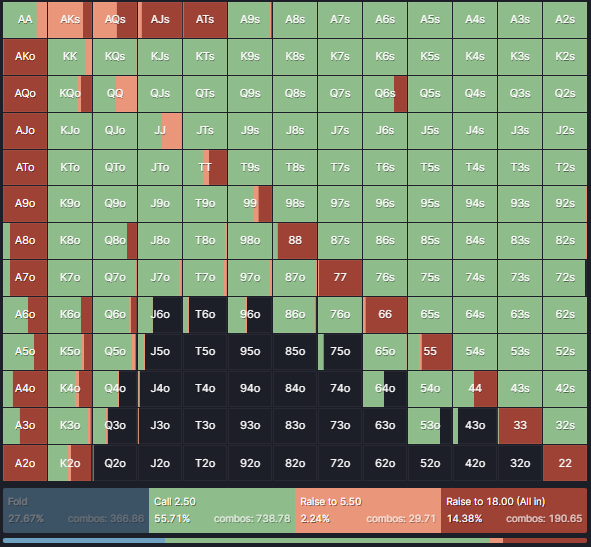 AA AKs AQs AJs ATs A9s A8s A7s A6s A5s A4s A3s A2s
AKo KK KQs KJs KTs K9s K8s K7s K6s K5s K4s K3s K2s
AQo KQo QQ QJs QTs Q9s Q8s Q7s Q6s Q5s Q4s Q3s Q2s
AJo KJo QJo JJ JTs J9s J8s J7s J6s J5s J4s J3s J2s
ATo KTo QTo JTo TT T9s T8s T7s T6s T5s T4s T3s T2s
A9o K9o Q9o J9o T9o 99 98s 97s 96s 95s 94s 93s 92s
A8o K8o Q8o J8o T8o 98o 88 87s 86s 85s 84s 83s 82s
A7o K7o Q7o J7o T7o 97o 87o 77 76s 75s 74s 73s 72s
A6o K6o Q6o J6o T6o 96o 86o 76o 66 65s 64s 63s 62s
A5o K5o Q5o J5o T5o 95o 85o 75o 65o 55 54s 53s 52s
A4o K4o Q4o J4o T4o 94o 84o 74o 64o 54o 44 43s 42s
A3o K3o Q3o J3o T3o 93o 83o 73o 63o 53o 43o 33 32s
A2o K2o Q2o J2o T2o 92o 82o 72o 62o 52o 42o 32o 22
Fold Call 2.50 Raise to 5.50 Raise to 18.00 (All in)
27.67% combos: 366.86 55.71% combos: 738.78 2.24% combos: 29.71 14.38% combos: 190.65